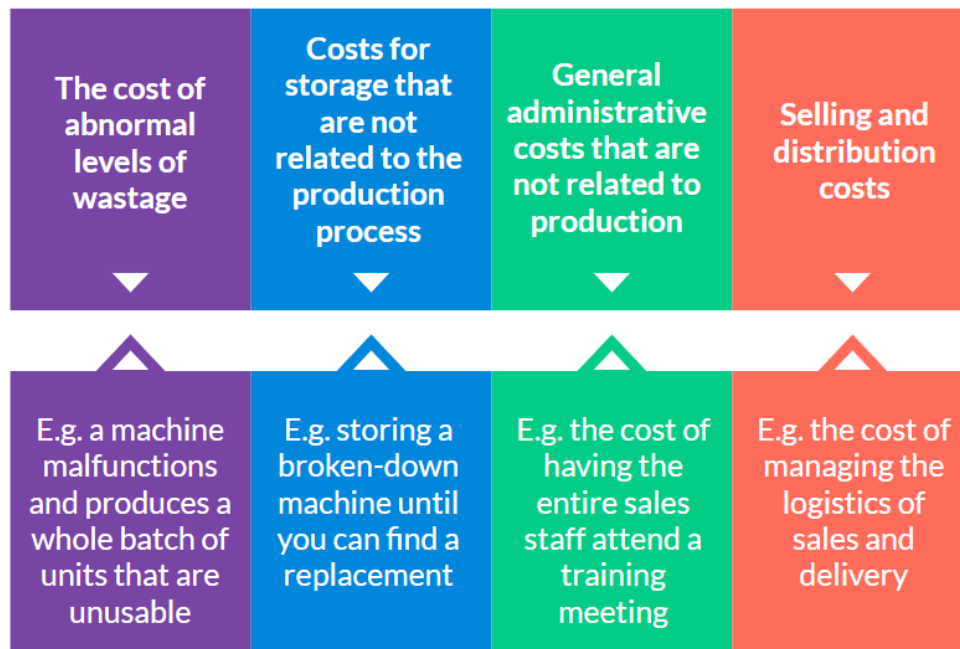 The cost of
abnormal
levels of
wastage
Costs for
storage that
are not
related to the
production
process
General
administrative
costs that are
not related to
production
Selling and
distribution
costs
E.g. a machine
malfunctions
and produces a
whole batch of
units that are
unusable
E.g. storing a
broken-down
machine until
you can find a
replacement
E.g. the cost of
having the
entire sales
staff attend a
training
meeting
E.g. the cost of
managing the
logistics of
sales and
delivery